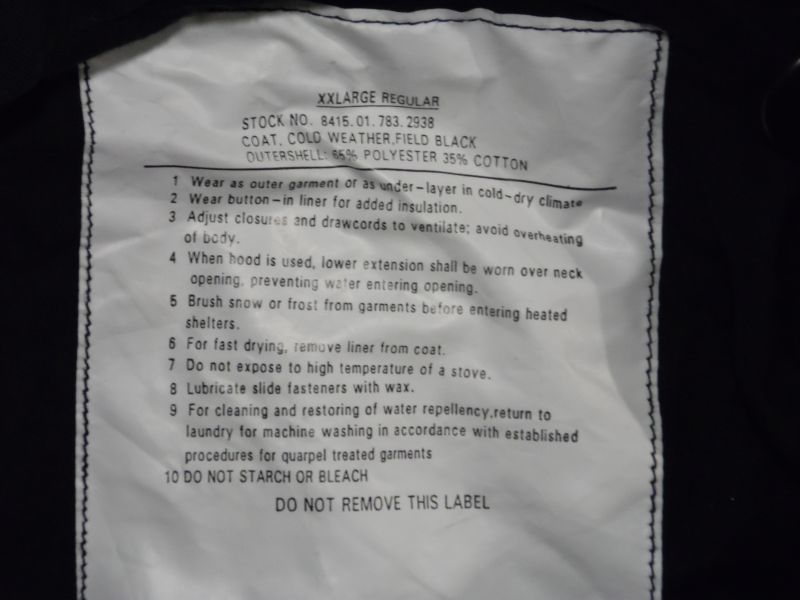 XXLARGE REGULAR
STOCK NO. 8415.01.783.2938
COAT, COLD WEATHER,FIELD BLACK
OUTERSHELL: 65% POLYESTER 35% COTTON
1 Wear as outer garment of as under-layer in cold-dry climate
2 Wear button-in liner for added insulation.
3 Adjust closures and drawcords to ventilate; avoid overheating
of body.
4 When hood is used, lower extension shall be worn over neck
opening, preventing water entering opening.
5 Brush snow or frost from garments before entering heated
shelters.
6 For fast drying, remove liner from coat.
7 Do not expose to high temperature of a stove.
8 Lubricate slide fasteners with wax.
9 For cleaning and restoring of water repellency,return to
laundry for machine washing in accordance with established
procedures for quarpel treated garments
10 DO NOT STARCH OR BLEACH
DO NOT REMOVE THIS LABEL